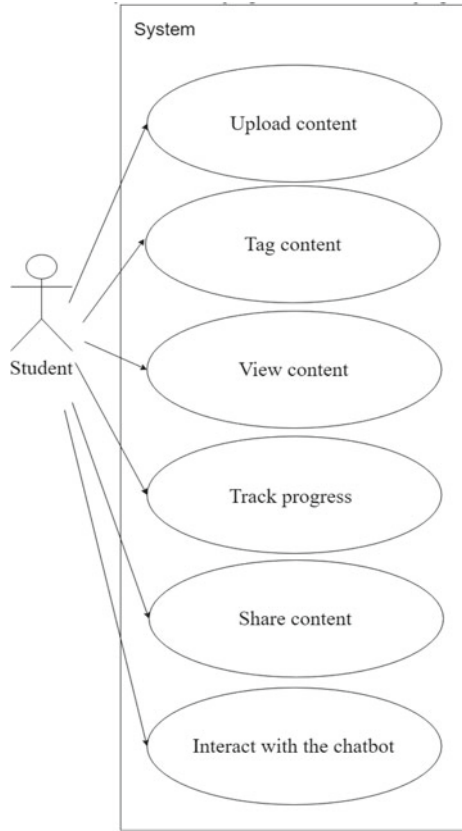 System
Upload content
Tag content
View content
Student
Track progress
Share content
Interact with the chatbot